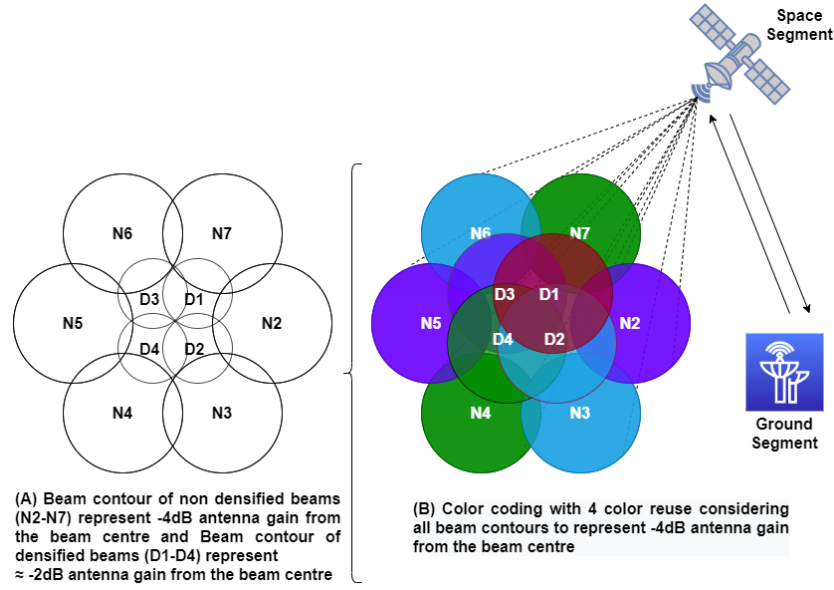 Space
Segment
N6
N7
D3
D1
N5
N2
D4
D2
N4
N3
(A) Beam contour of non densified beams
(N2-N7) represent -4dB antenna gain from
the beam centre and Beam contour of
densified beams (D1-D4) represent
≈ -2dB antenna gain from the beam centre
N6
N7
D3
D1
N5
N2
D4
D2
N4
N3
Ground
Segment
(B) Color coding with 4 color reuse considering
all beam contours to represent -4dB antenna gain
from the beam centre